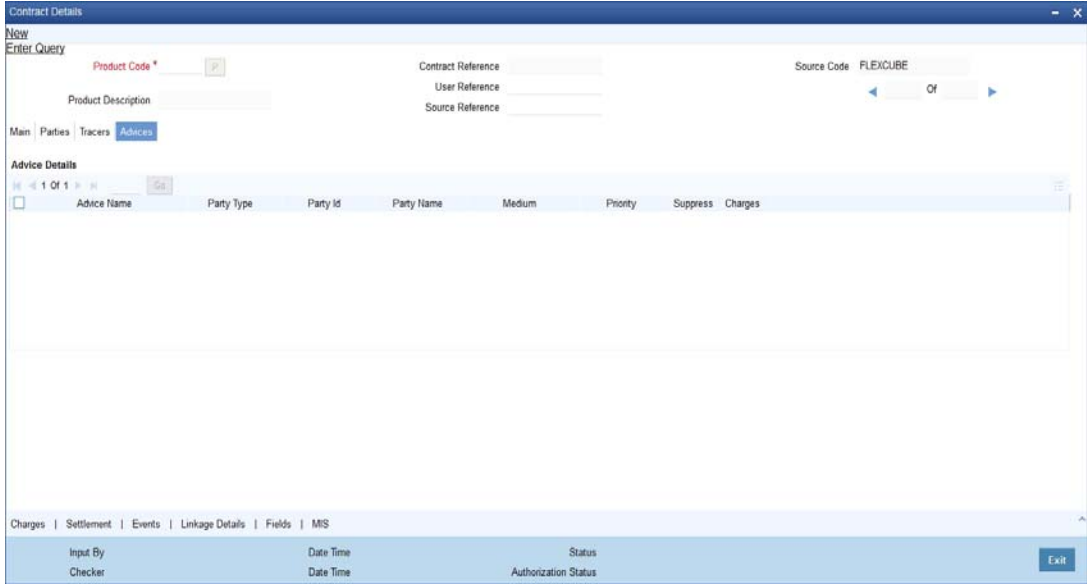 Contract Details
New
Enter Query
Product Code * P Contract Reference Source Code FLEXCUBE
User Reference Of
Product Description Source Reference
Main Parties Tracers Advices
Advice Details
1 Of 1 Go
Advice Name Party Type Party Id Party Name Medium Priority Suppress Charges
Charges | Settlement | Events | Linkage Details | Fields | MIS
Input By Date Time Status
Checker Date Time Authorization Status
Exit